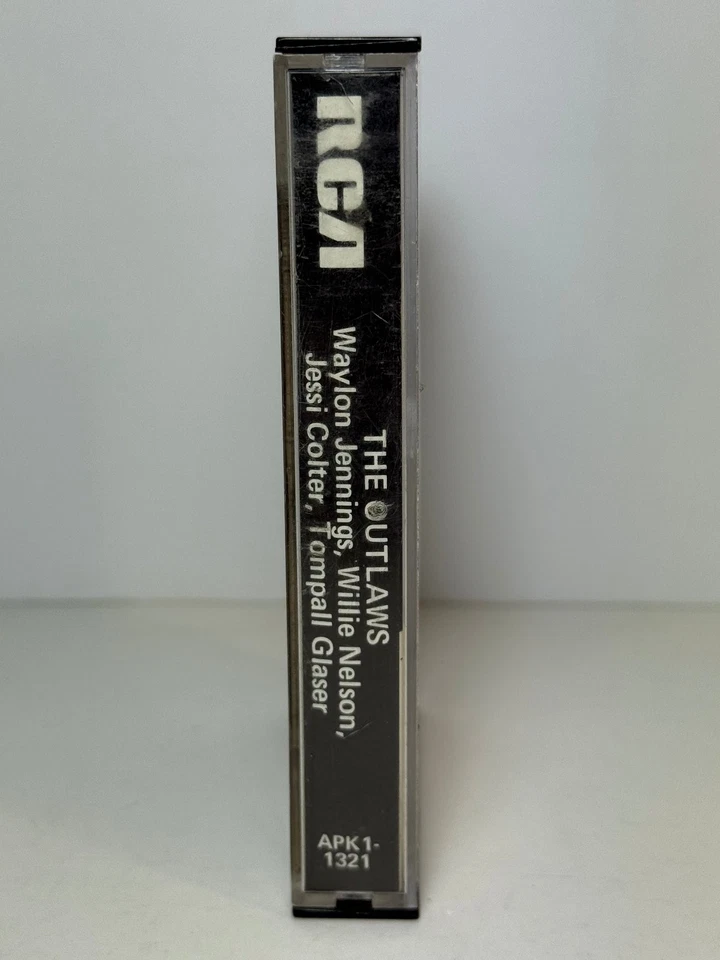 RCA
THE OUTLAWS
Waylon Jennings, Willie Nelson,
Jessi Colter, Tompall Glaser
APK1-
1321